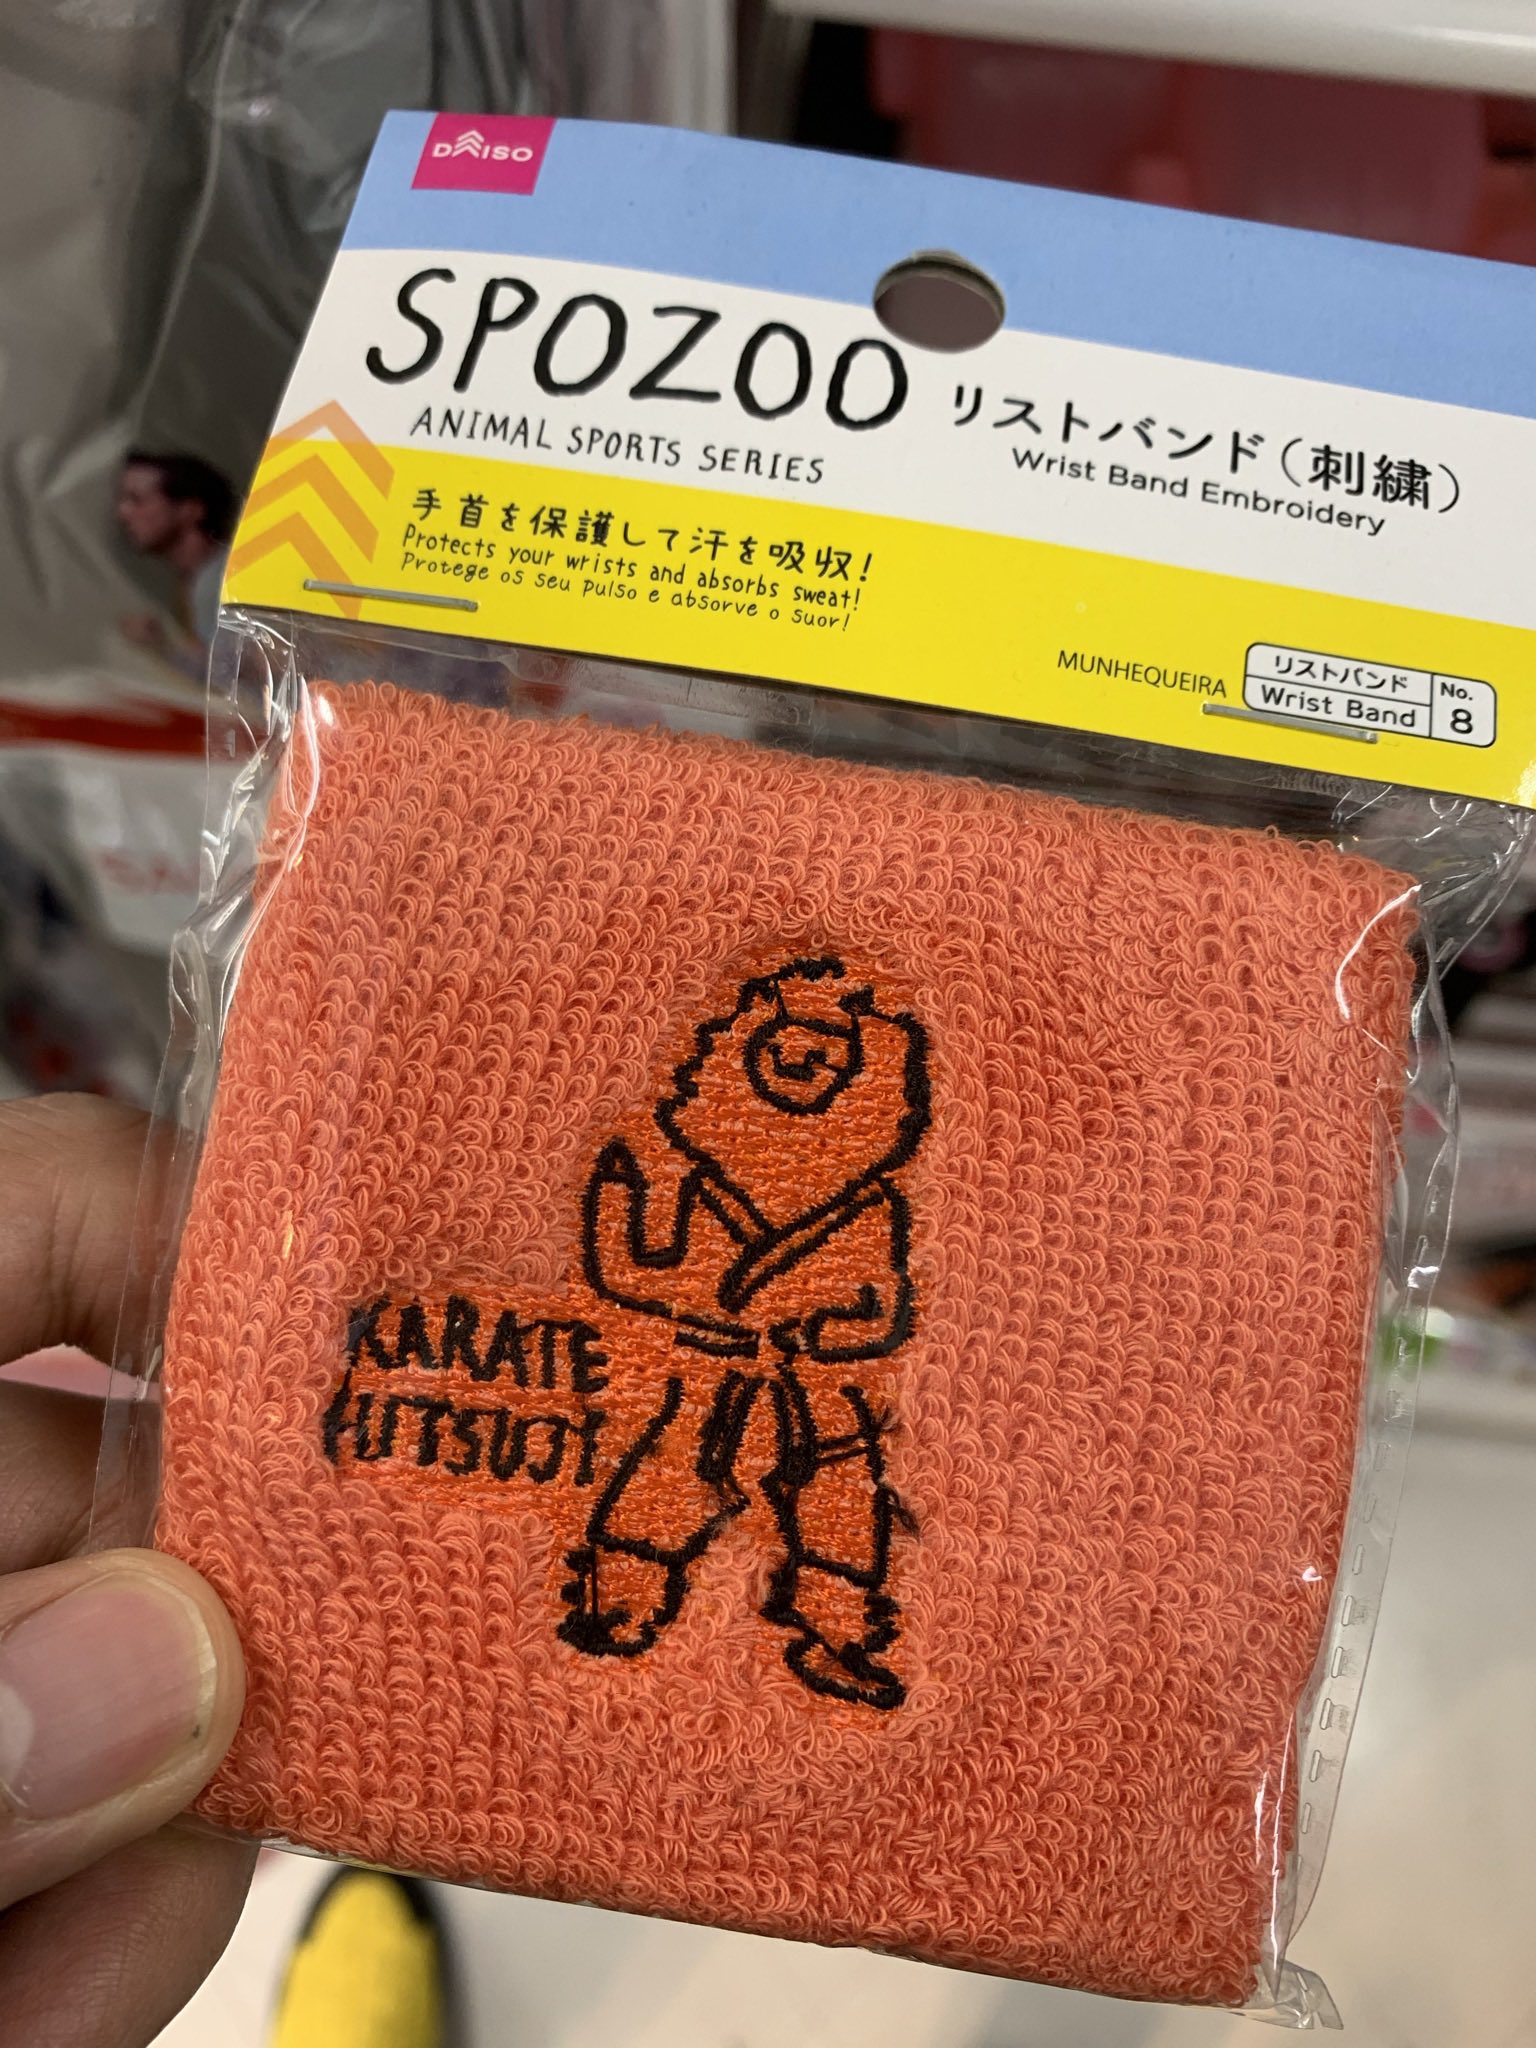 DAISO
SPOZOO
ANIMAL SPORTS SERIES
リストバンド(刺繍)
Wrist Band Embroidery
手首を保護して汗を吸収!
Protects your wrists and absorbs sweat!
Protege os seu pulso e absorve o suor!
MUNHEQUEIRA
リストバンド
Wrist Band
No.
8
KARATE
HITSUJI